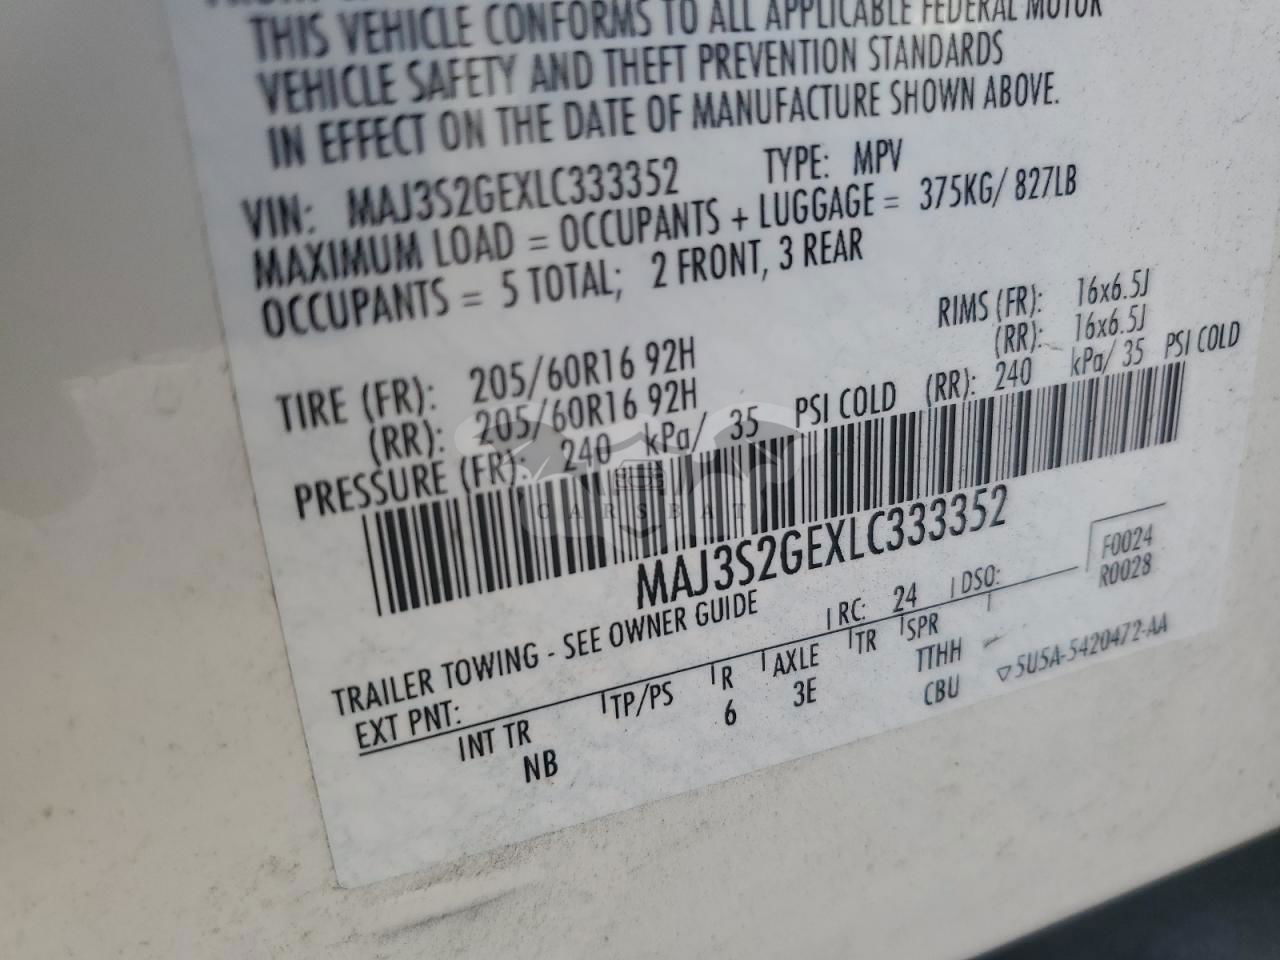 THIS VEHICLE CONFORMS TO ALL APPLICABLE FEDERAL MOTOR
VEHICLE SAFETY AND THEFT PREVENTION STANDARDS
IN EFFECT ON THE DATE OF MANUFACTURE SHOWN ABOVE.
VIN: MAJ3S2GEXLC333352 TYPE: MPV
MAXIMUM LOAD = OCCUPANTS + LUGGAGE = 375KG/ 827LB
OCCUPANTS = 5 TOTAL; 2 FRONT, 3 REAR
TIRE (FR): 205/60R16 92H RIMS (FR): 16x6.5J
(RR): 205/60R16 92H (RR): 16x6.5J
PRESSURE (FR): 240 kPa/ 35 PSI COLD (RR): 240 kPa/ 35 PSI COLD
CARSBAT
MAJ3S2GEXLC333352
F0024
R0028
TRAILER TOWING - SEE OWNER GUIDE
EXT PNT: RC: 24 DSO:
INT TR TP/PS R AXLE TR SPR
NB 6 3E TTHH
CBU
5U5A-5420472-AA